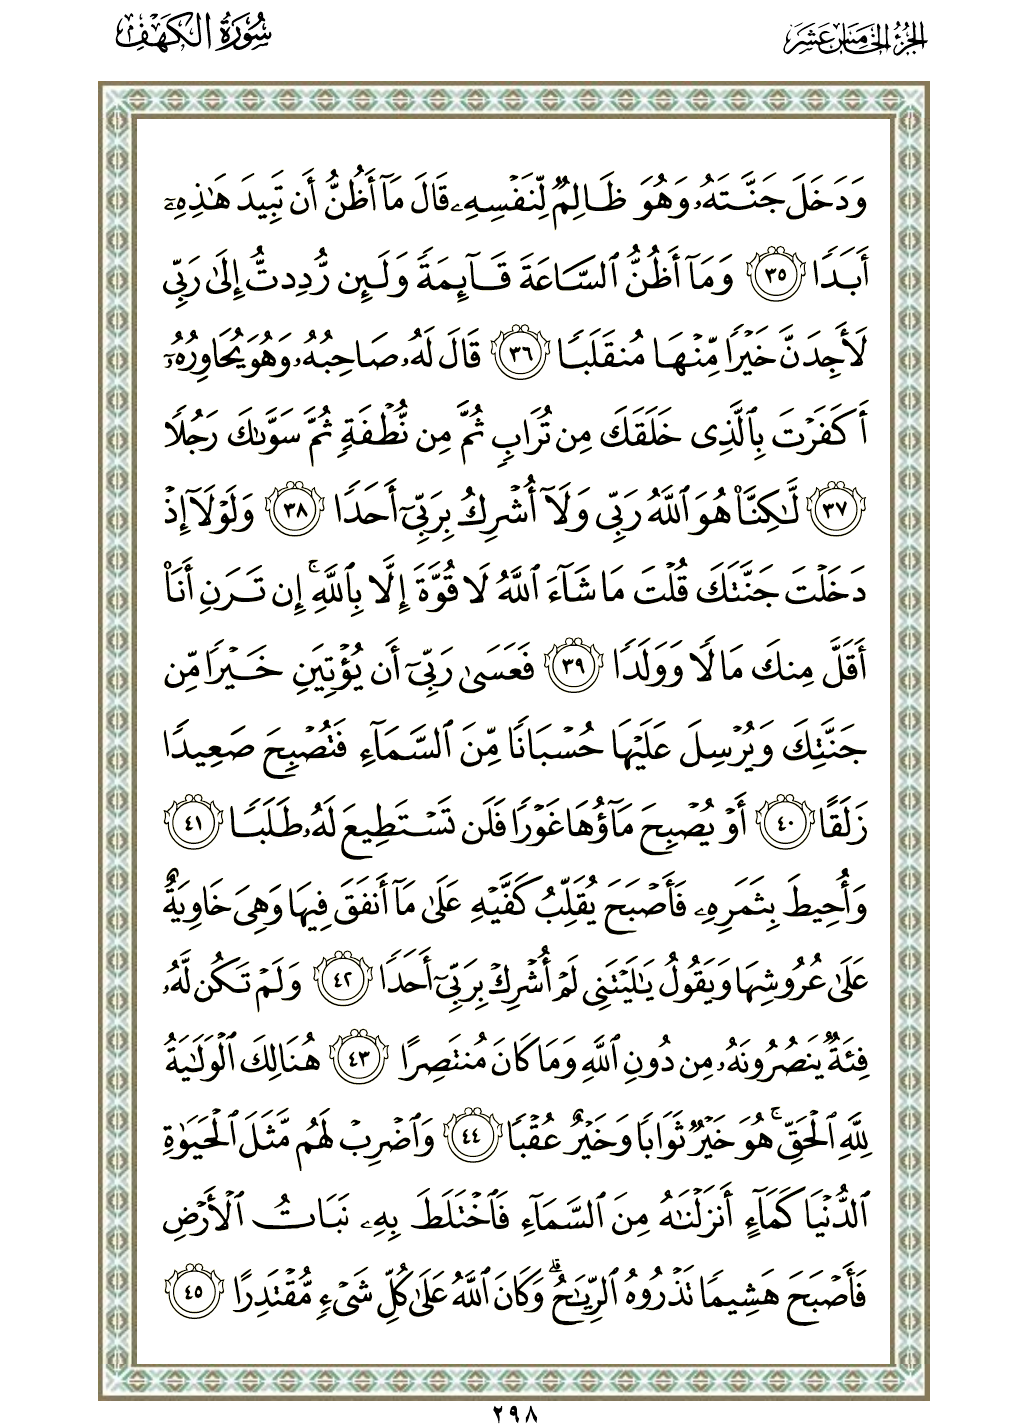 الجزء الخامس عشر
سورة الكهف
وَدَخَلَ جَنَّتَهُۥ وَهُوَ ظَالِمٌ لِّنَفْسِهِۦ قَالَ مَآ أَظُنُّ أَن تَبِيدَ هَـٰذِهِۦٓ
أَبَدًا ٣٥ وَمَآ أَظُنُّ ٱلسَّاعَةَ قَآئِمَةً وَلَئِن رُّدِدتُّ إِلَىٰ رَبِّى
لَأَجِدَنَّ خَيْرًا مِّنْهَا مُنقَلَبًا ٣٦ قَالَ لَهُۥ صَاحِبُهُۥ وَهُوَ يُحَاوِرُهُۥٓ
أَكَفَرْتَ بِٱلَّذِى خَلَقَكَ مِن تُرَابٍ ثُمَّ مِن نُّطْفَةٍ ثُمَّ سَوَّىٰكَ رَجُلًا
٣٧ لَّـٰكِنَّا۠ هُوَ ٱللَّهُ رَبِّى وَلَآ أُشْرِكُ بِرَبِّىٓ أَحَدًا ٣٨ وَلَوْلَآ إِذْ
دَخَلْتَ جَنَّتَكَ قُلْتَ مَا شَآءَ ٱللَّهُ لَا قُوَّةَ إِلَّا بِٱللَّهِ ۚ إِن تَرَنِ أَنَا۠
أَقَلَّ مِنكَ مَالًا وَوَلَدًا ٣٩ فَعَسَىٰ رَبِّىٓ أَن يُؤْتِيَنِ خَيْرًا مِّن
جَنَّتِكَ وَيُرْسِلَ عَلَيْهَا حُسْبَانًا مِّنَ ٱلسَّمَآءِ فَتُصْبِحَ صَعِيدًا
زَلَقًا ٤٠ أَوْ يُصْبِحَ مَآؤُهَا غَوْرًا فَلَن تَسْتَطِيعَ لَهُۥ طَلَبًا ٤١
وَأُحِيطَ بِثَمَرِهِۦ فَأَصْبَحَ يُقَلِّبُ كَفَّيْهِ عَلَىٰ مَآ أَنفَقَ فِيهَا وَهِىَ خَاوِيَةٌ
عَلَىٰ عُرُوشِهَا وَيَقُولُ يَـٰلَيْتَنِى لَمْ أُشْرِكْ بِرَبِّىٓ أَحَدًا ٤٢ وَلَمْ تَكُن لَّهُۥ
فِئَةٌ يَنصُرُونَهُۥ مِن دُونِ ٱللَّهِ وَمَا كَانَ مُنتَصِرًا ٤٣ هُنَالِكَ ٱلْوَلَـٰيَةُ
لِلَّهِ ٱلْحَقِّ ۚ هُوَ خَيْرٌ ثَوَابًا وَخَيْرٌ عُقْبًا ٤٤ وَٱضْرِبْ لَهُم مَّثَلَ ٱلْحَيَوٰةِ
ٱلدُّنْيَا كَمَآءٍ أَنزَلْنَـٰهُ مِنَ ٱلسَّمَآءِ فَٱخْتَلَطَ بِهِۦ نَبَاتُ ٱلْأَرْضِ
فَأَصْبَحَ هَشِيمًا تَذْرُوهُ ٱلرِّيَـٰحُ ۗ وَكَانَ ٱللَّهُ عَلَىٰ كُلِّ شَىْءٍ مُّقْتَدِرًا ٤٥
٢٩٨